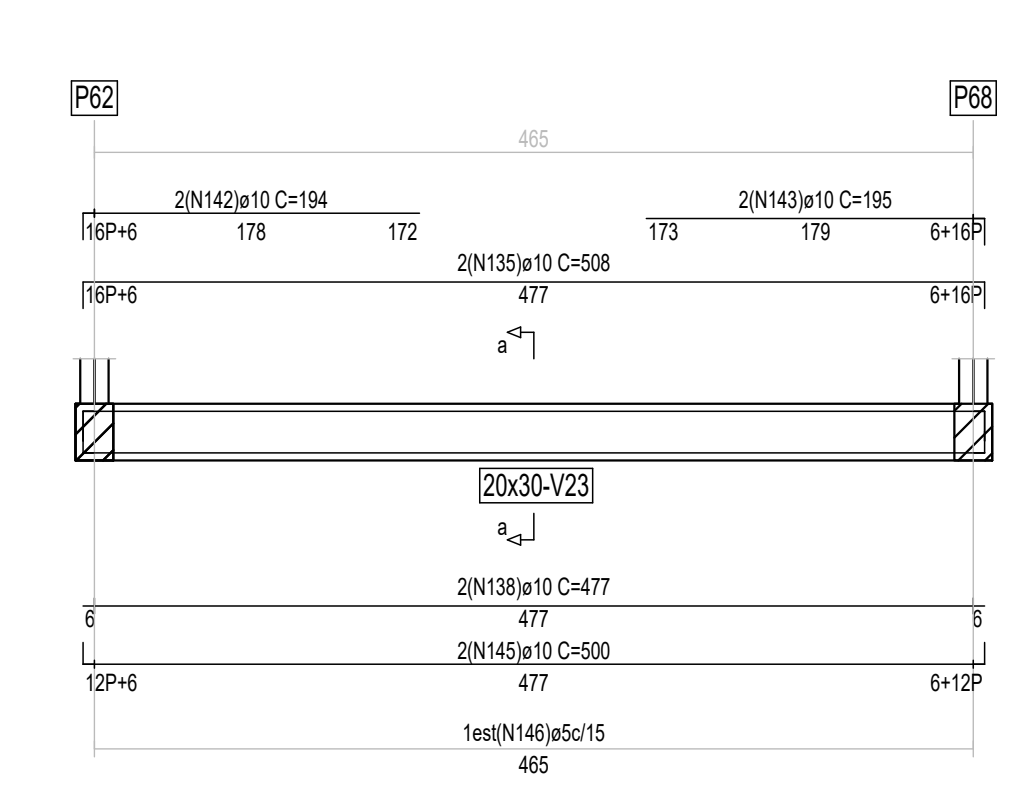 P62 P68
465
2(N142)ø10 C=194 2(N143)ø10 C=195
16P+6 178 172 173 179 6+16P
2(N135)ø10 C=508
16P+6 477 6+16P
a
20x30-V23
a
2(N138)ø10 C=477
6 477 6
2(N145)ø10 C=500
12P+6 477 6+12P
1est(N146)ø5c/15
465